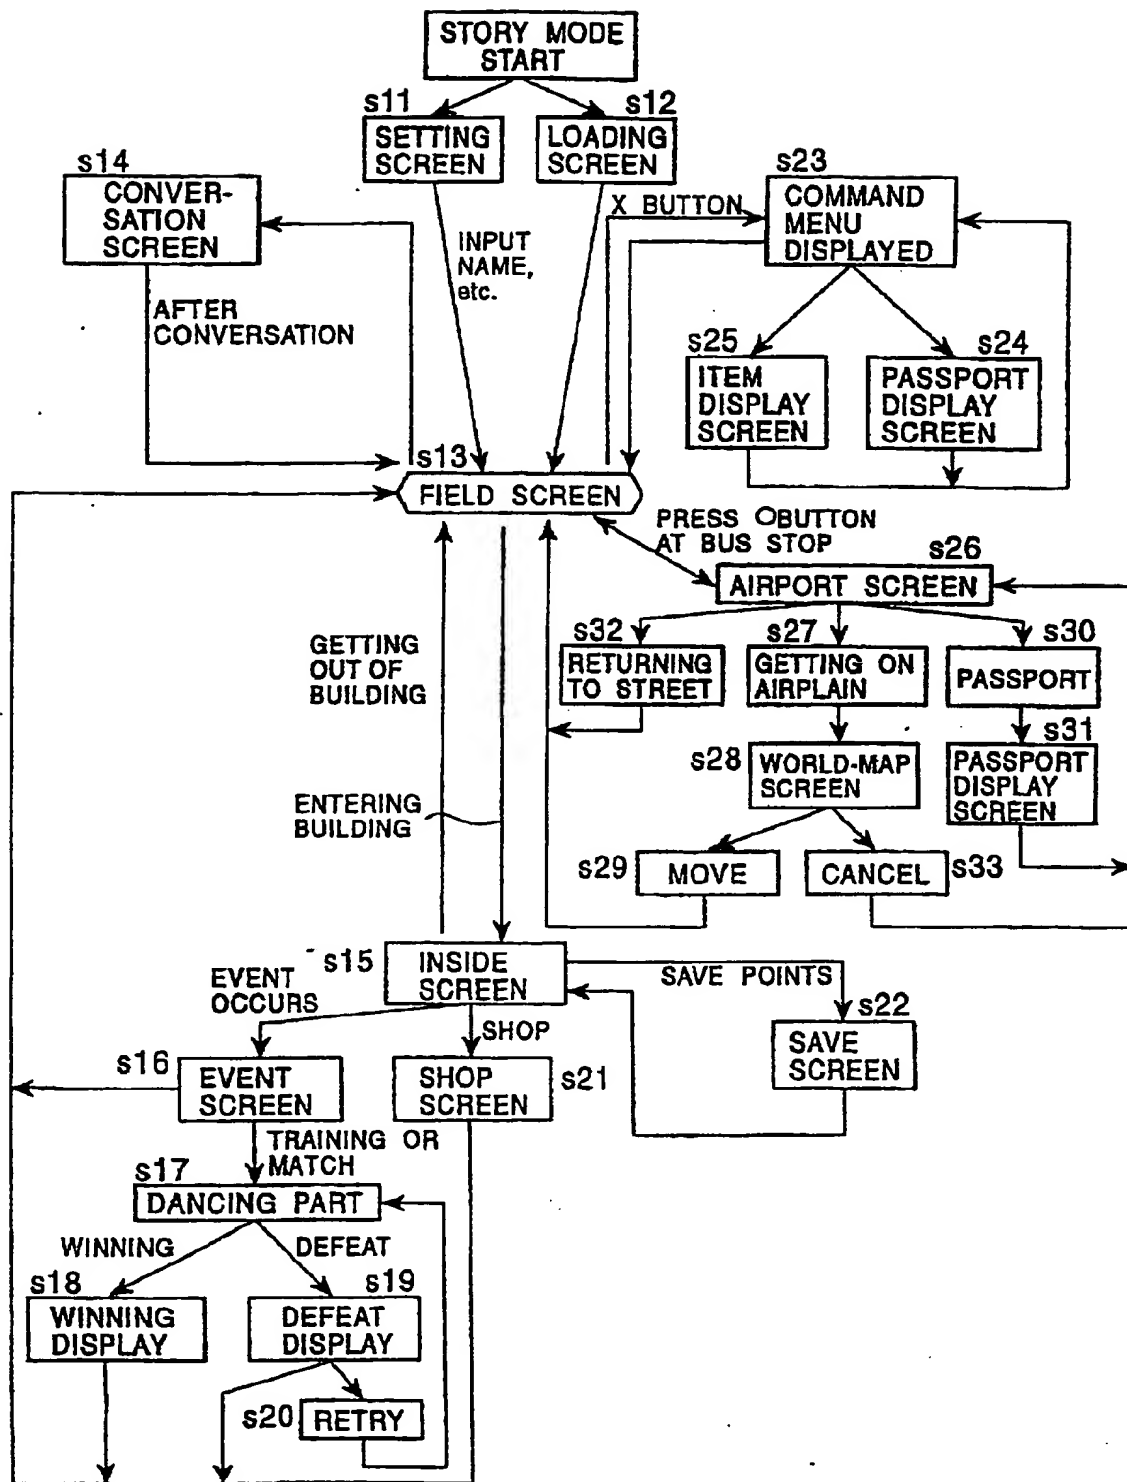 STORY MODE
START
s11
SETTING
SCREEN
s12
LOADING
SCREEN
s14
CONVER-
SATION
SCREEN
s23
COMMAND
MENU
DISPLAYED
X BUTTON
INPUT
NAME,
etc.
AFTER
CONVERSATION
s25
ITEM
DISPLAY
SCREEN
s24
PASSPORT
DISPLAY
SCREEN
s13
FIELD SCREEN
PRESS OBUTTON
AT BUS STOP
s26
AIRPORT SCREEN
s32
RETURNING
TO STREET
s27
GETTING ON
AIRPLAIN
s30
PASSPORT
GETTING
OUT OF
BUILDING
s28
WORLD-MAP
SCREEN
s31
PASSPORT
DISPLAY
SCREEN
ENTERING
BUILDING
s29
MOVE
CANCEL
s33
s15
INSIDE
SCREEN
SAVE POINTS
EVENT
OCCURS
SHOP
s22
SAVE
SCREEN
s16
EVENT
SCREEN
SHOP
SCREEN
s21
TRAINING OR
MATCH
s17
DANCING PART
WINNING
DEFEAT
s18
WINNING
DISPLAY
s19
DEFEAT
DISPLAY
s20
RETRY